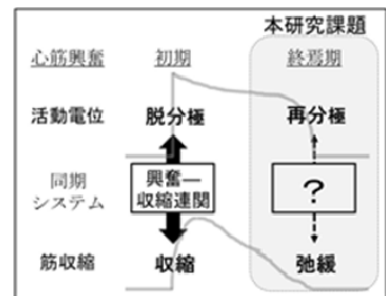 本研究課題
心筋興奮 初期 終焉期
活動電位 脱分極 再分極
同期
システム
興奮―
収縮連関
?
筋収縮 収縮 弛緩